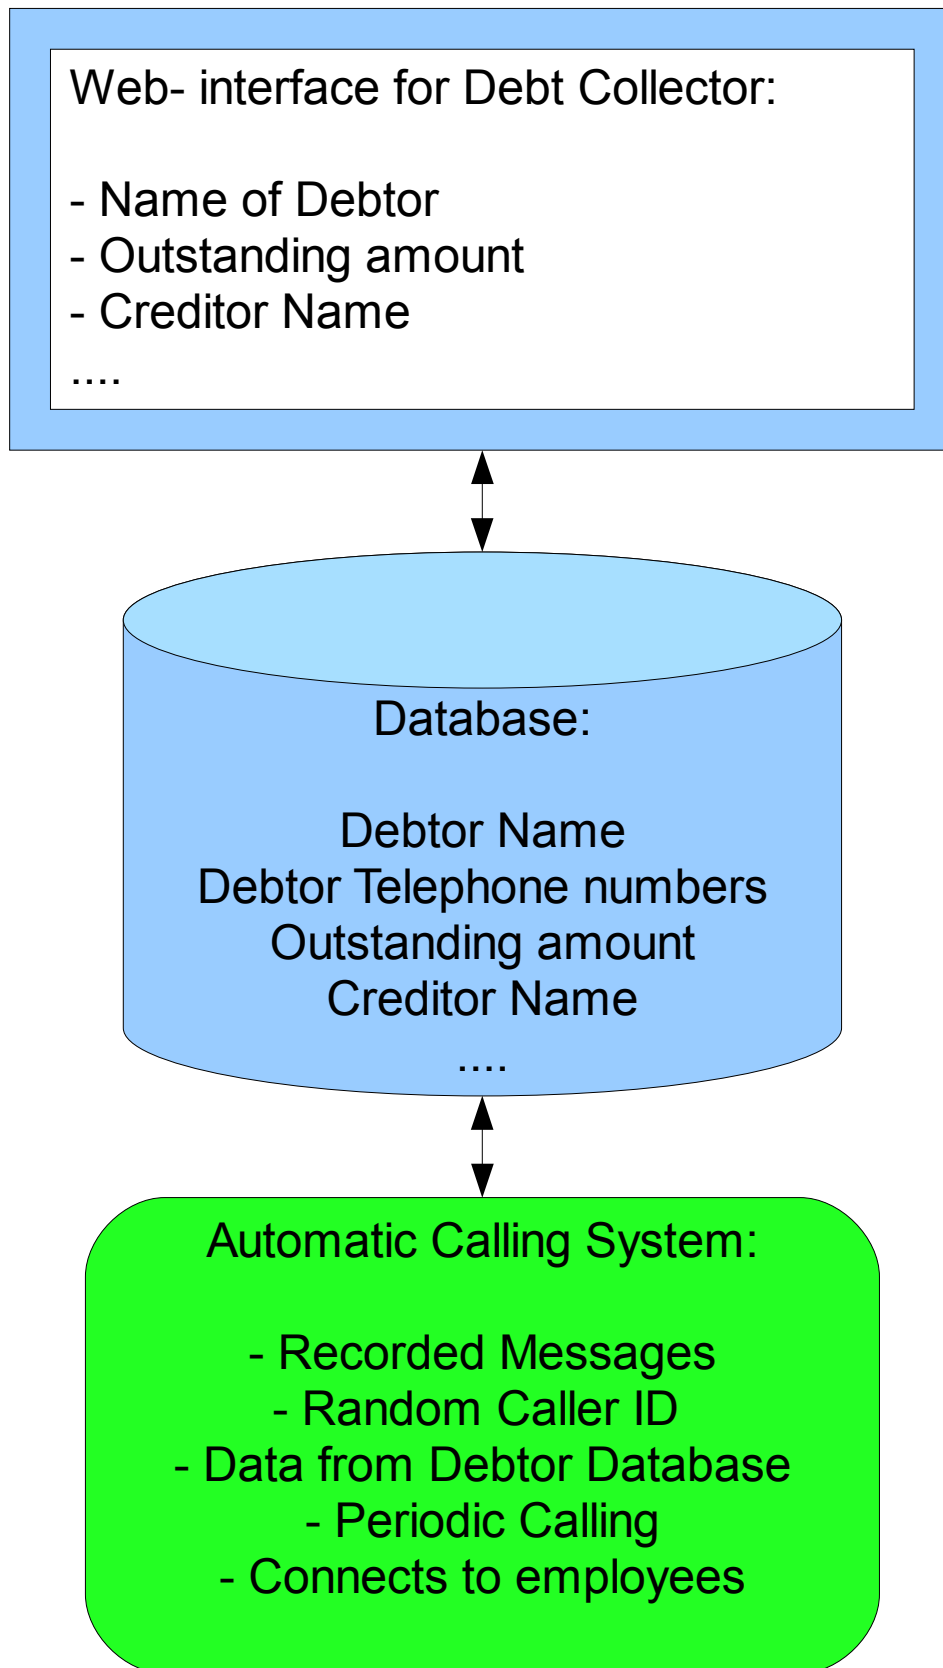 Web- interface for Debt Collector:
- Name of Debtor
- Outstanding amount
- Creditor Name
....
Database:
Debtor Name
Debtor Telephone numbers
Outstanding amount
Creditor Name
....
Automatic Calling System:
- Recorded Messages
- Random Caller ID
- Data from Debtor Database
- Periodic Calling
- Connects to employees